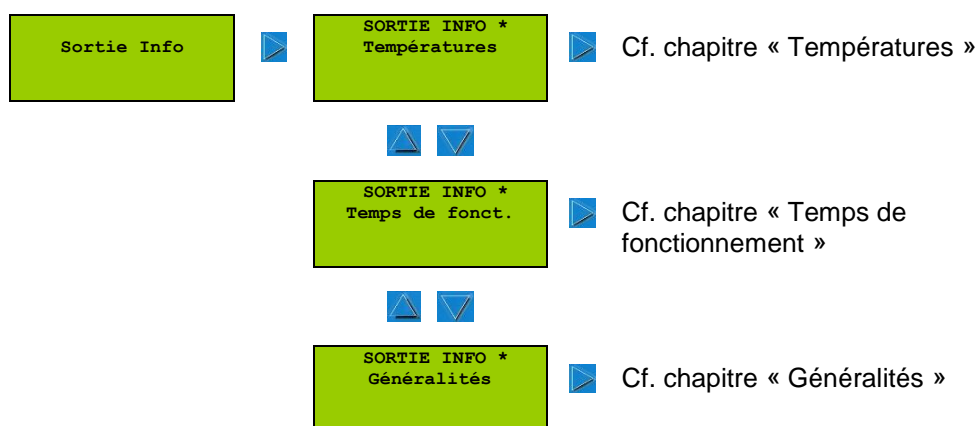 Sortie Info
SORTIE INFO *
Températures
Cf. chapitre « Températures »
SORTIE INFO *
Temps de fonct.
Cf. chapitre « Temps de
fonctionnement »
SORTIE INFO *
Généralités
Cf. chapitre « Généralités »